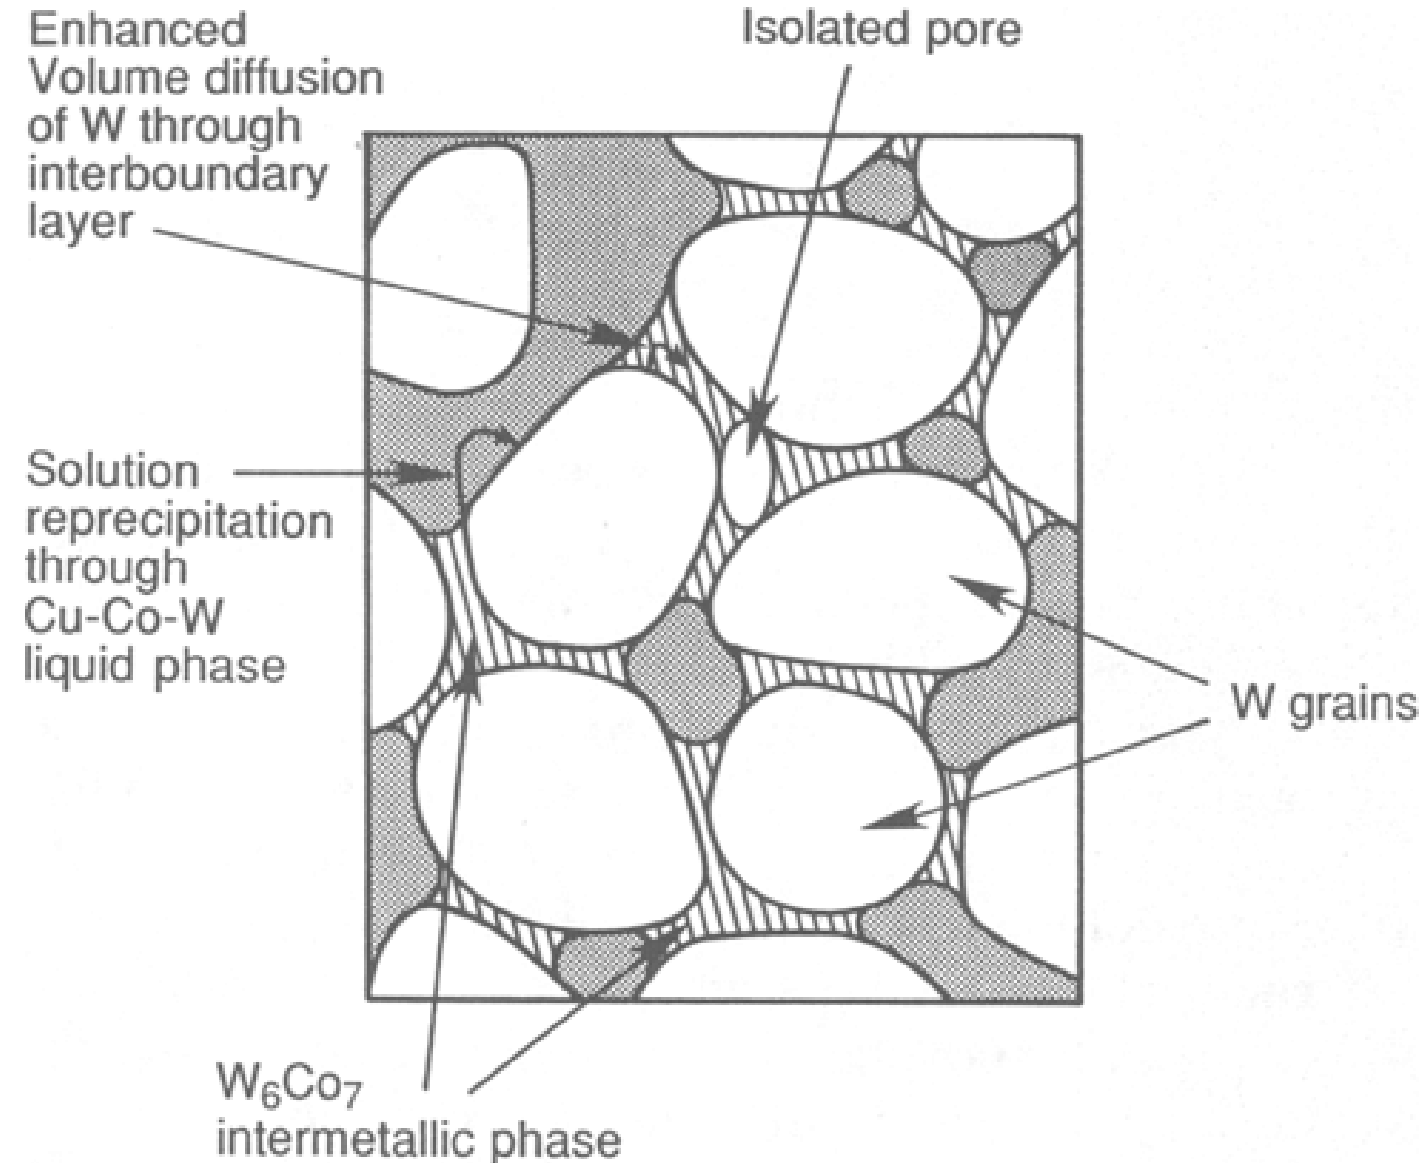 Enhanced
Volume diffusion
of W through
interboundary
layer
Isolated pore
Solution
reprecipitation
through
Cu-Co-W
liquid phase
W grains
W₆Co₇
intermetallic phase